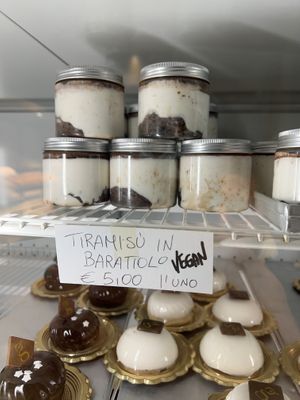 TIRAMISÙ IN
BARATTOLO VEGAN
€ 5,00 L'UNO